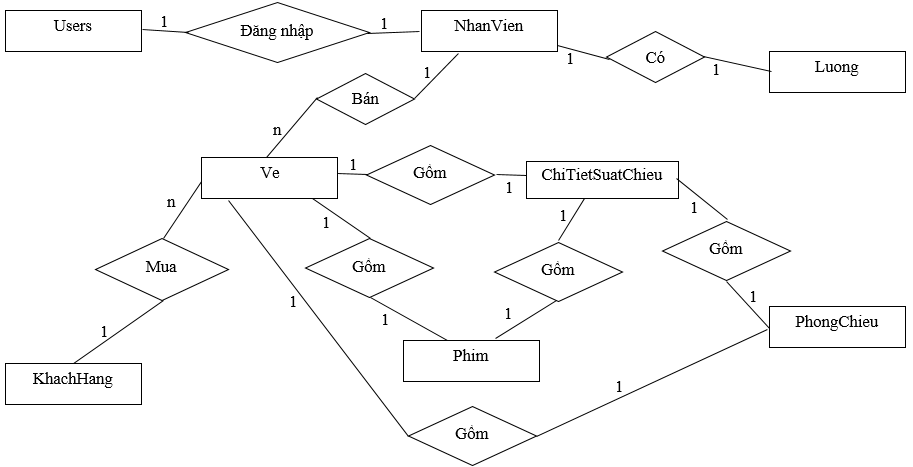 Users
1
Đăng nhập
1
NhanVien
1
Có
1
Luong
1
Bán
n
Ve
1
Gồm
1
ChiTietSuatChieu
n
Mua
1
KhachHang
1
Gồm
1
Phim
1
Gồm
1
1
Gồm
1
PhongChieu
1
Gồm
1